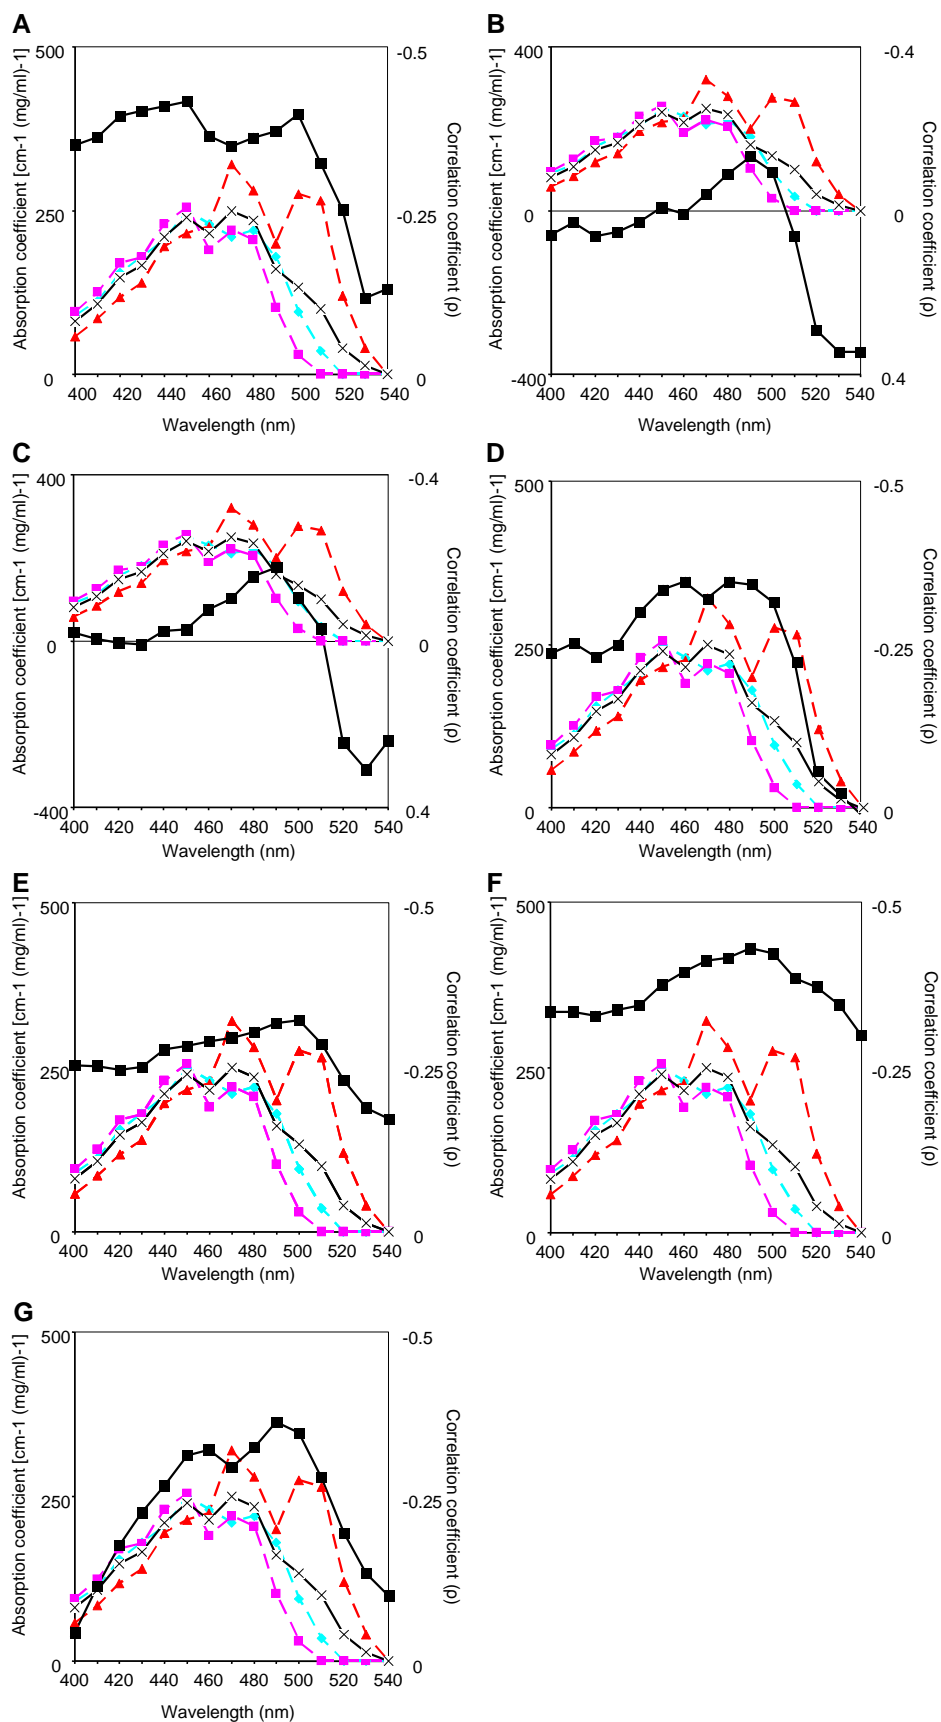 A
500
250
0
Absorption coefficient [cm-1 (mg/ml)-1]
-0.5
-0.25
0
Correlation coefficient (ρ)
400 420 440 460 480 500 520 540
Wavelength (nm)
B
400
0
-400
Absorption coefficient [cm-1 (mg/ml)-1]
-0.4
0
0.4
Correlation coefficient (ρ)
400 420 440 460 480 500 520 540
Wavelength (nm)
C
400
0
-400
Absorption coefficient [cm-1 (mg/ml)-1]
-0.4
0
0.4
Correlation coefficient (ρ)
400 420 440 460 480 500 520 540
Wavelength (nm)
D
500
250
0
Absorption coefficient [cm-1 (mg/ml)-1]
-0.5
-0.25
0
Correlation coefficient (ρ)
400 420 440 460 480 500 520 540
Wavelength (nm)
E
500
250
0
Absorption coefficient [cm-1 (mg/ml)-1]
-0.5
-0.25
0
Correlation coefficient (ρ)
400 420 440 460 480 500 520 540
Wavelength (nm)
F
500
250
0
Absorption coefficient [cm-1 (mg/ml)-1]
-0.5
-0.25
0
Correlation coefficient (ρ)
400 420 440 460 480 500 520 540
Wavelength (nm)
G
500
250
0
Absorption coefficient [cm-1 (mg/ml)-1]
-0.5
-0.25
0
Correlation coefficient (ρ)
400 420 440 460 480 500 520 540
Wavelength (nm)